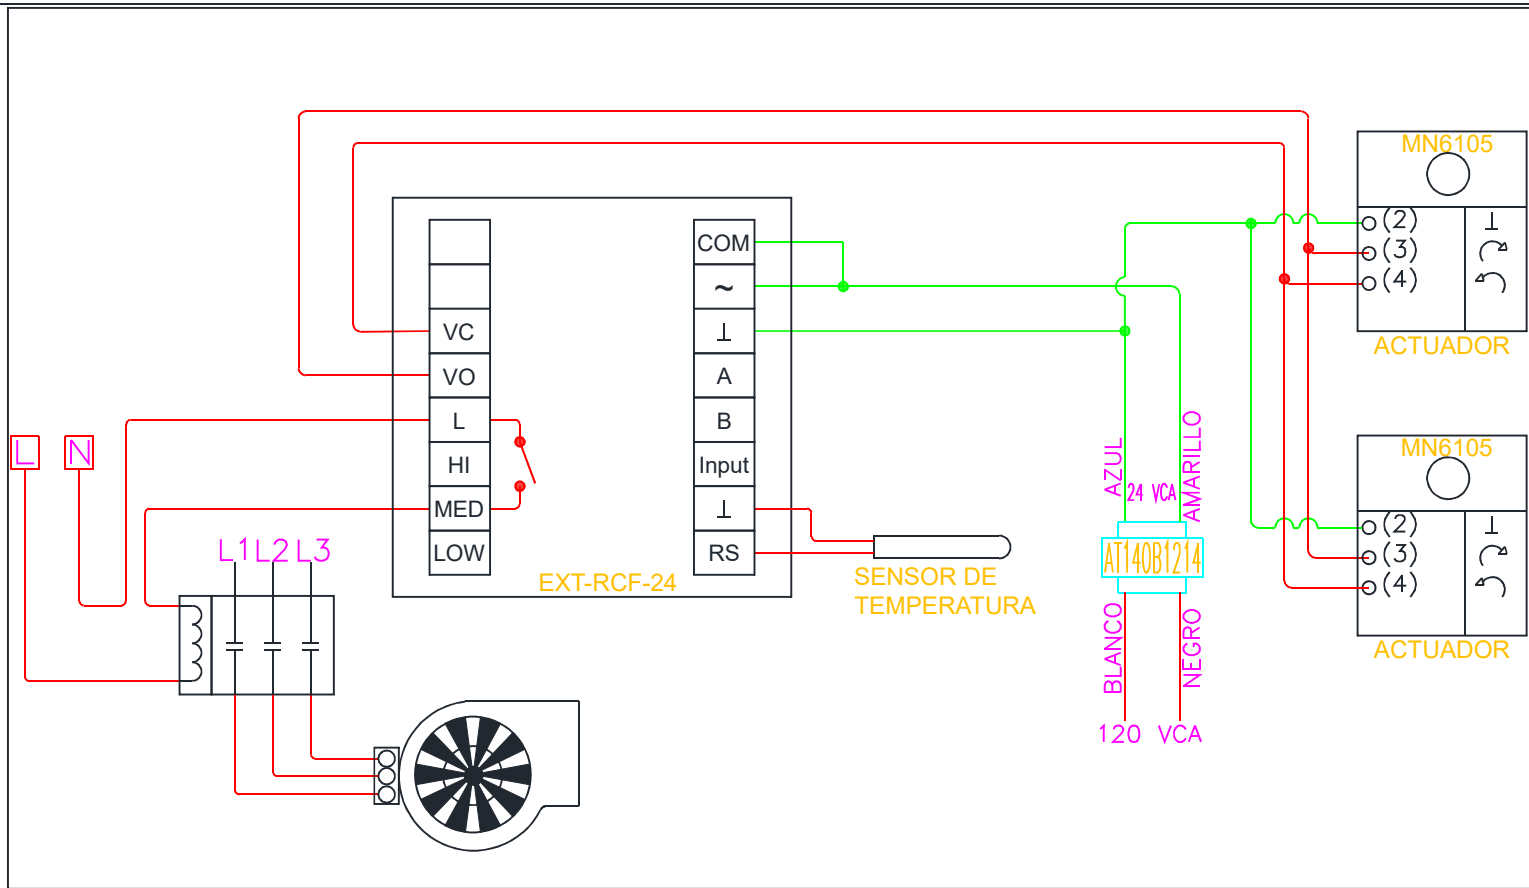 MN6105
(2)
(3)
(4)
⊥
ACTUADOR
COM
~
⊥
A
B
Input
⊥
RS
VC
VO
L
HI
MED
LOW
EXT-RCF-24
L
N
L1
L2
L3
SENSOR DE
TEMPERATURA
AZUL
24 VCA
AMARILLO
AT140B1214
BLANCO
NEGRO
120 VCA
MN6105
(2)
(3)
(4)
⊥
ACTUADOR